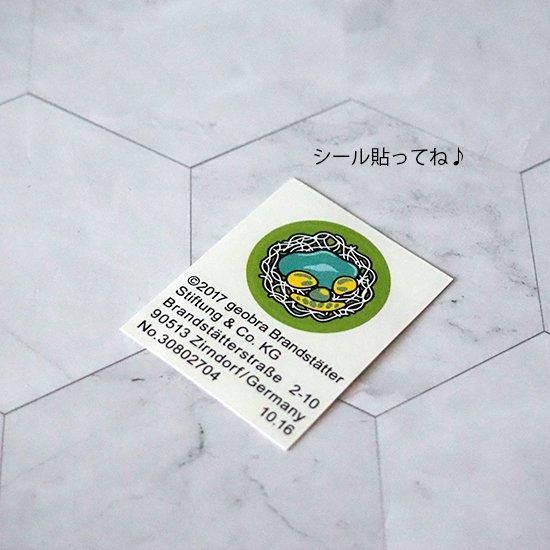 シール貼ってね♪
©2017 geobra Brandstätter
Stiftung & Co. KG
Brandstätterstraße 2-10
90513 Zirndorf/Germany
No.30802704 10.16